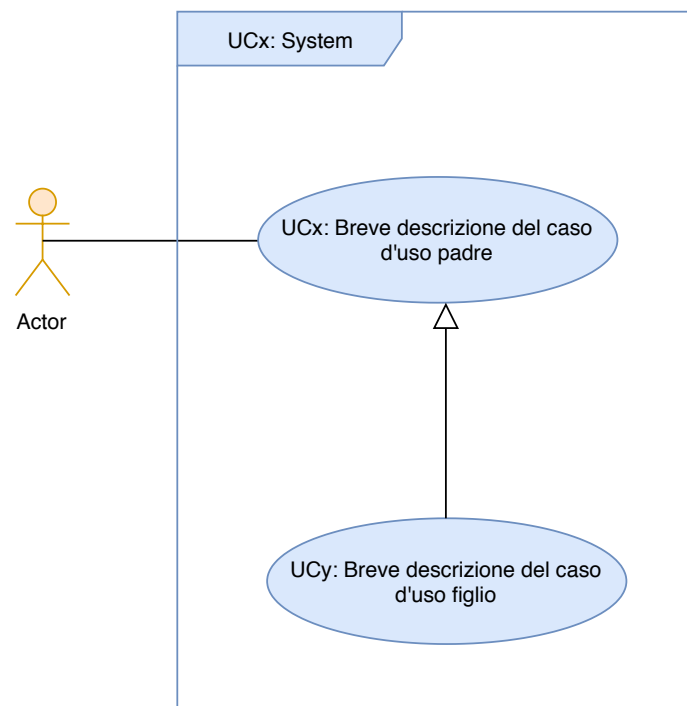 UCx: System
UCx: Breve descrizione del caso
d'uso padre
Actor
UCy: Breve descrizione del caso
d'uso figlio